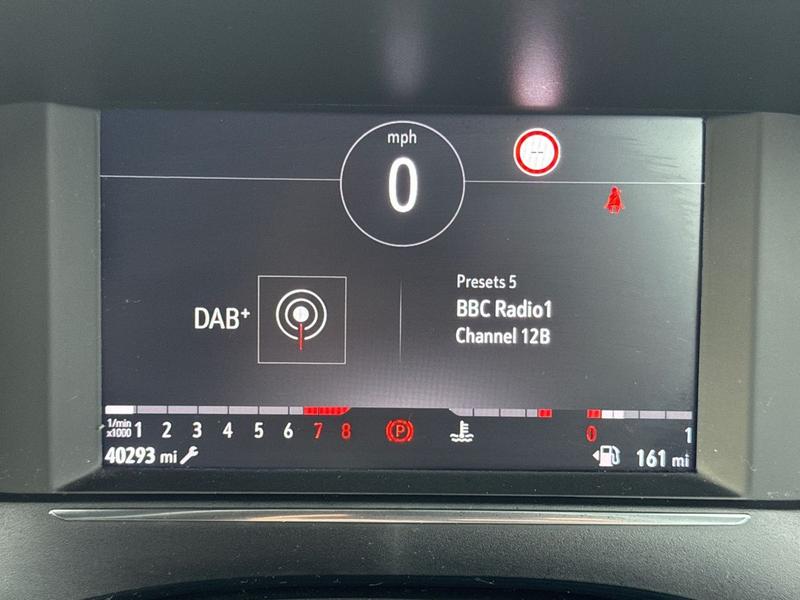 mph
0
--
Presets 5
DAB+
BBC Radio1
Channel 12B
1/min
x1000 1 2 3 4 5 6 7 8 P 0 1
40293 mi 161 mi